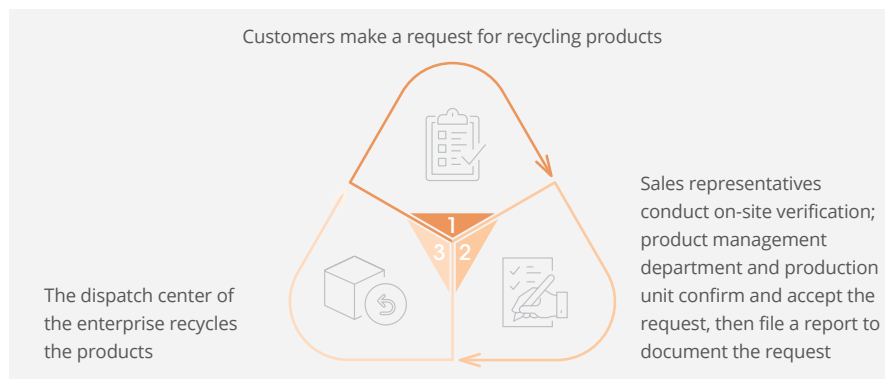 Customers make a request for recycling products
1
3
2
Sales representatives
conduct on-site verification;
product management
department and production
unit confirm and accept the
request, then file a report to
document the request
The dispatch center of
the enterprise recycles
the products